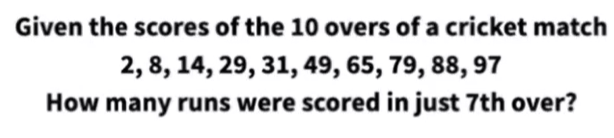 Given the scores of the 10 overs of a cricket match
2, 8, 14, 29, 31, 49, 65, 79, 88, 97
How many runs were scored in just 7th over?